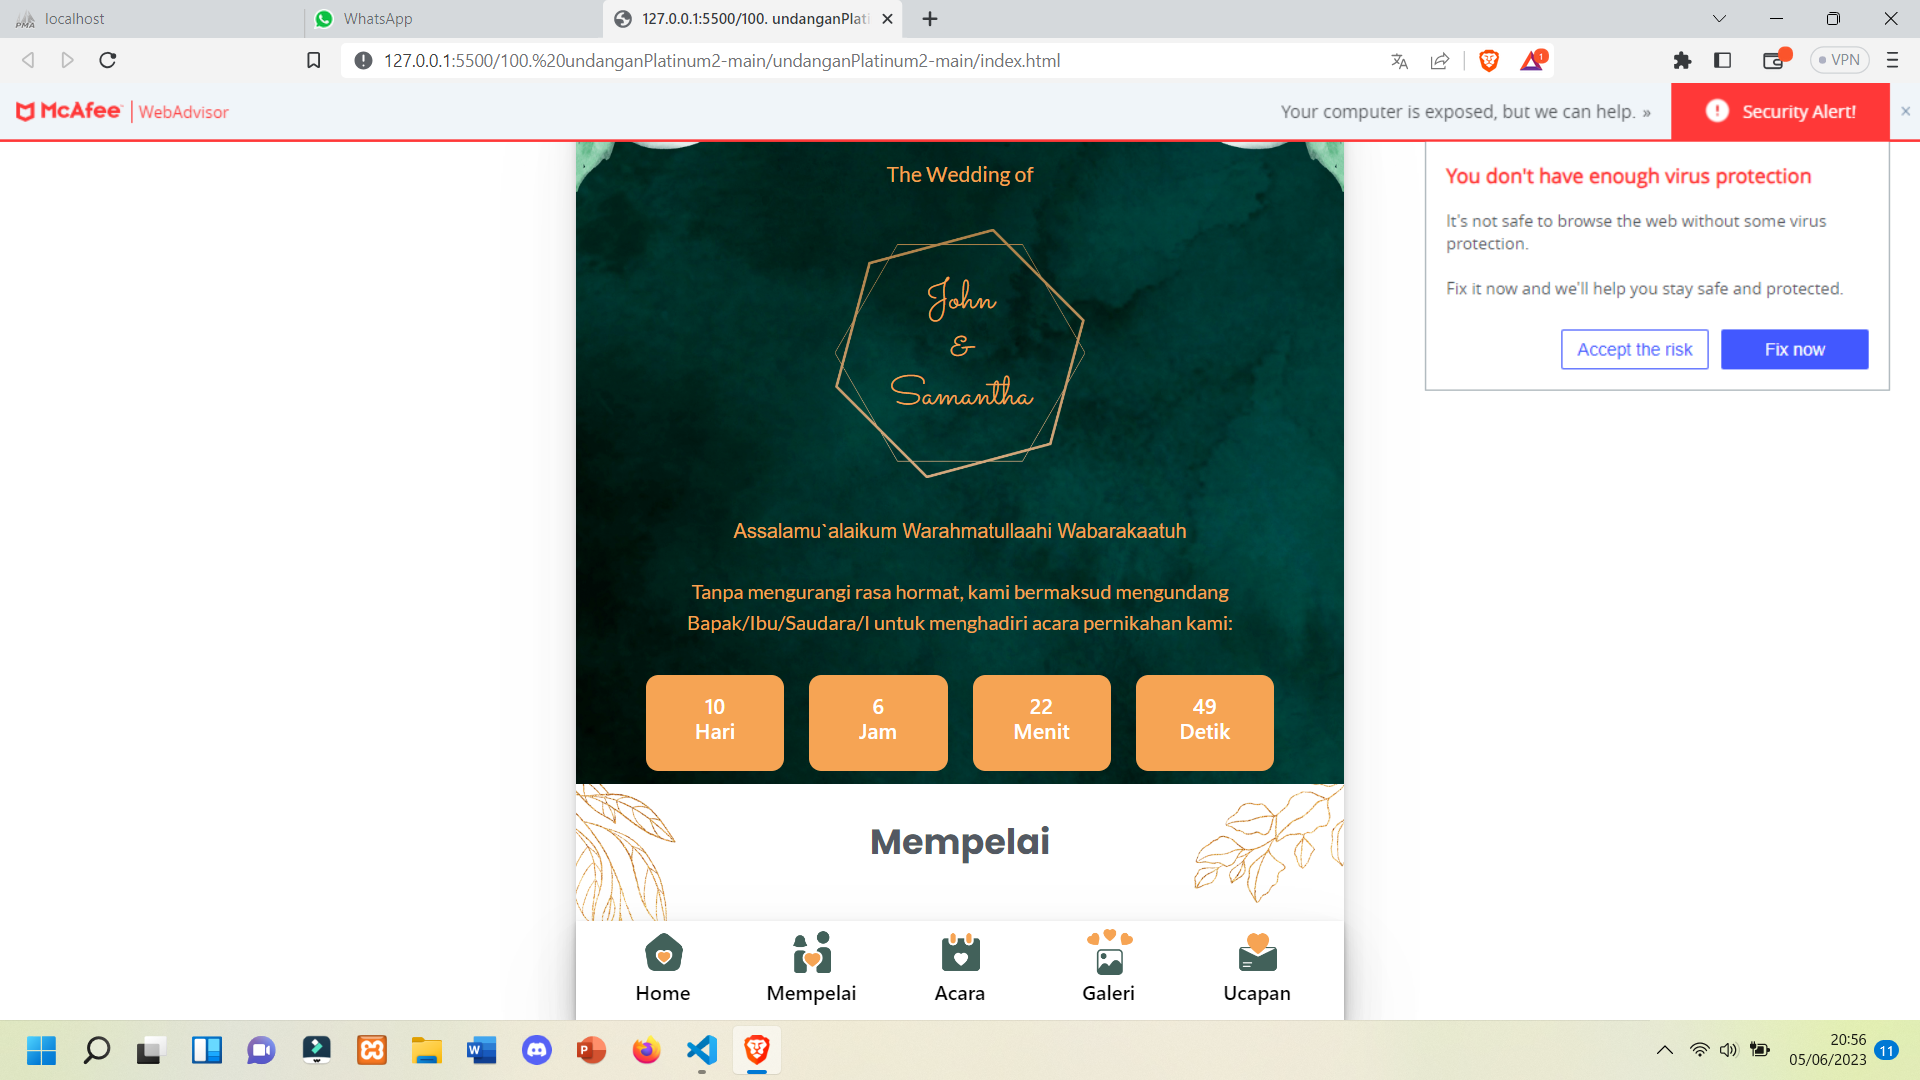 localhost
WhatsApp
127.0.0.1:5500/100. undanganPlati
127.0.0.1:5500/100.%20undanganPlatinum2-main/undanganPlatinum2-main/index.html
1
VPN
McAfee | WebAdvisor
Your computer is exposed, but we can help. »
Security Alert!
You don't have enough virus protection
It's not safe to browse the web without some virus
protection.
Fix it now and we'll help you stay safe and protected.
Accept the risk
Fix now
The Wedding of
John
&
Samantha
Assalamu`alaikum Warahmatullaahi Wabarakaatuh
Tanpa mengurangi rasa hormat, kami bermaksud mengundang
Bapak/Ibu/Saudara/I untuk menghadiri acara pernikahan kami:
10
Hari
6
Jam
22
Menit
49
Detik
Mempelai
Home
Mempelai
Acara
Galeri
Ucapan
20:56
05/06/2023
11